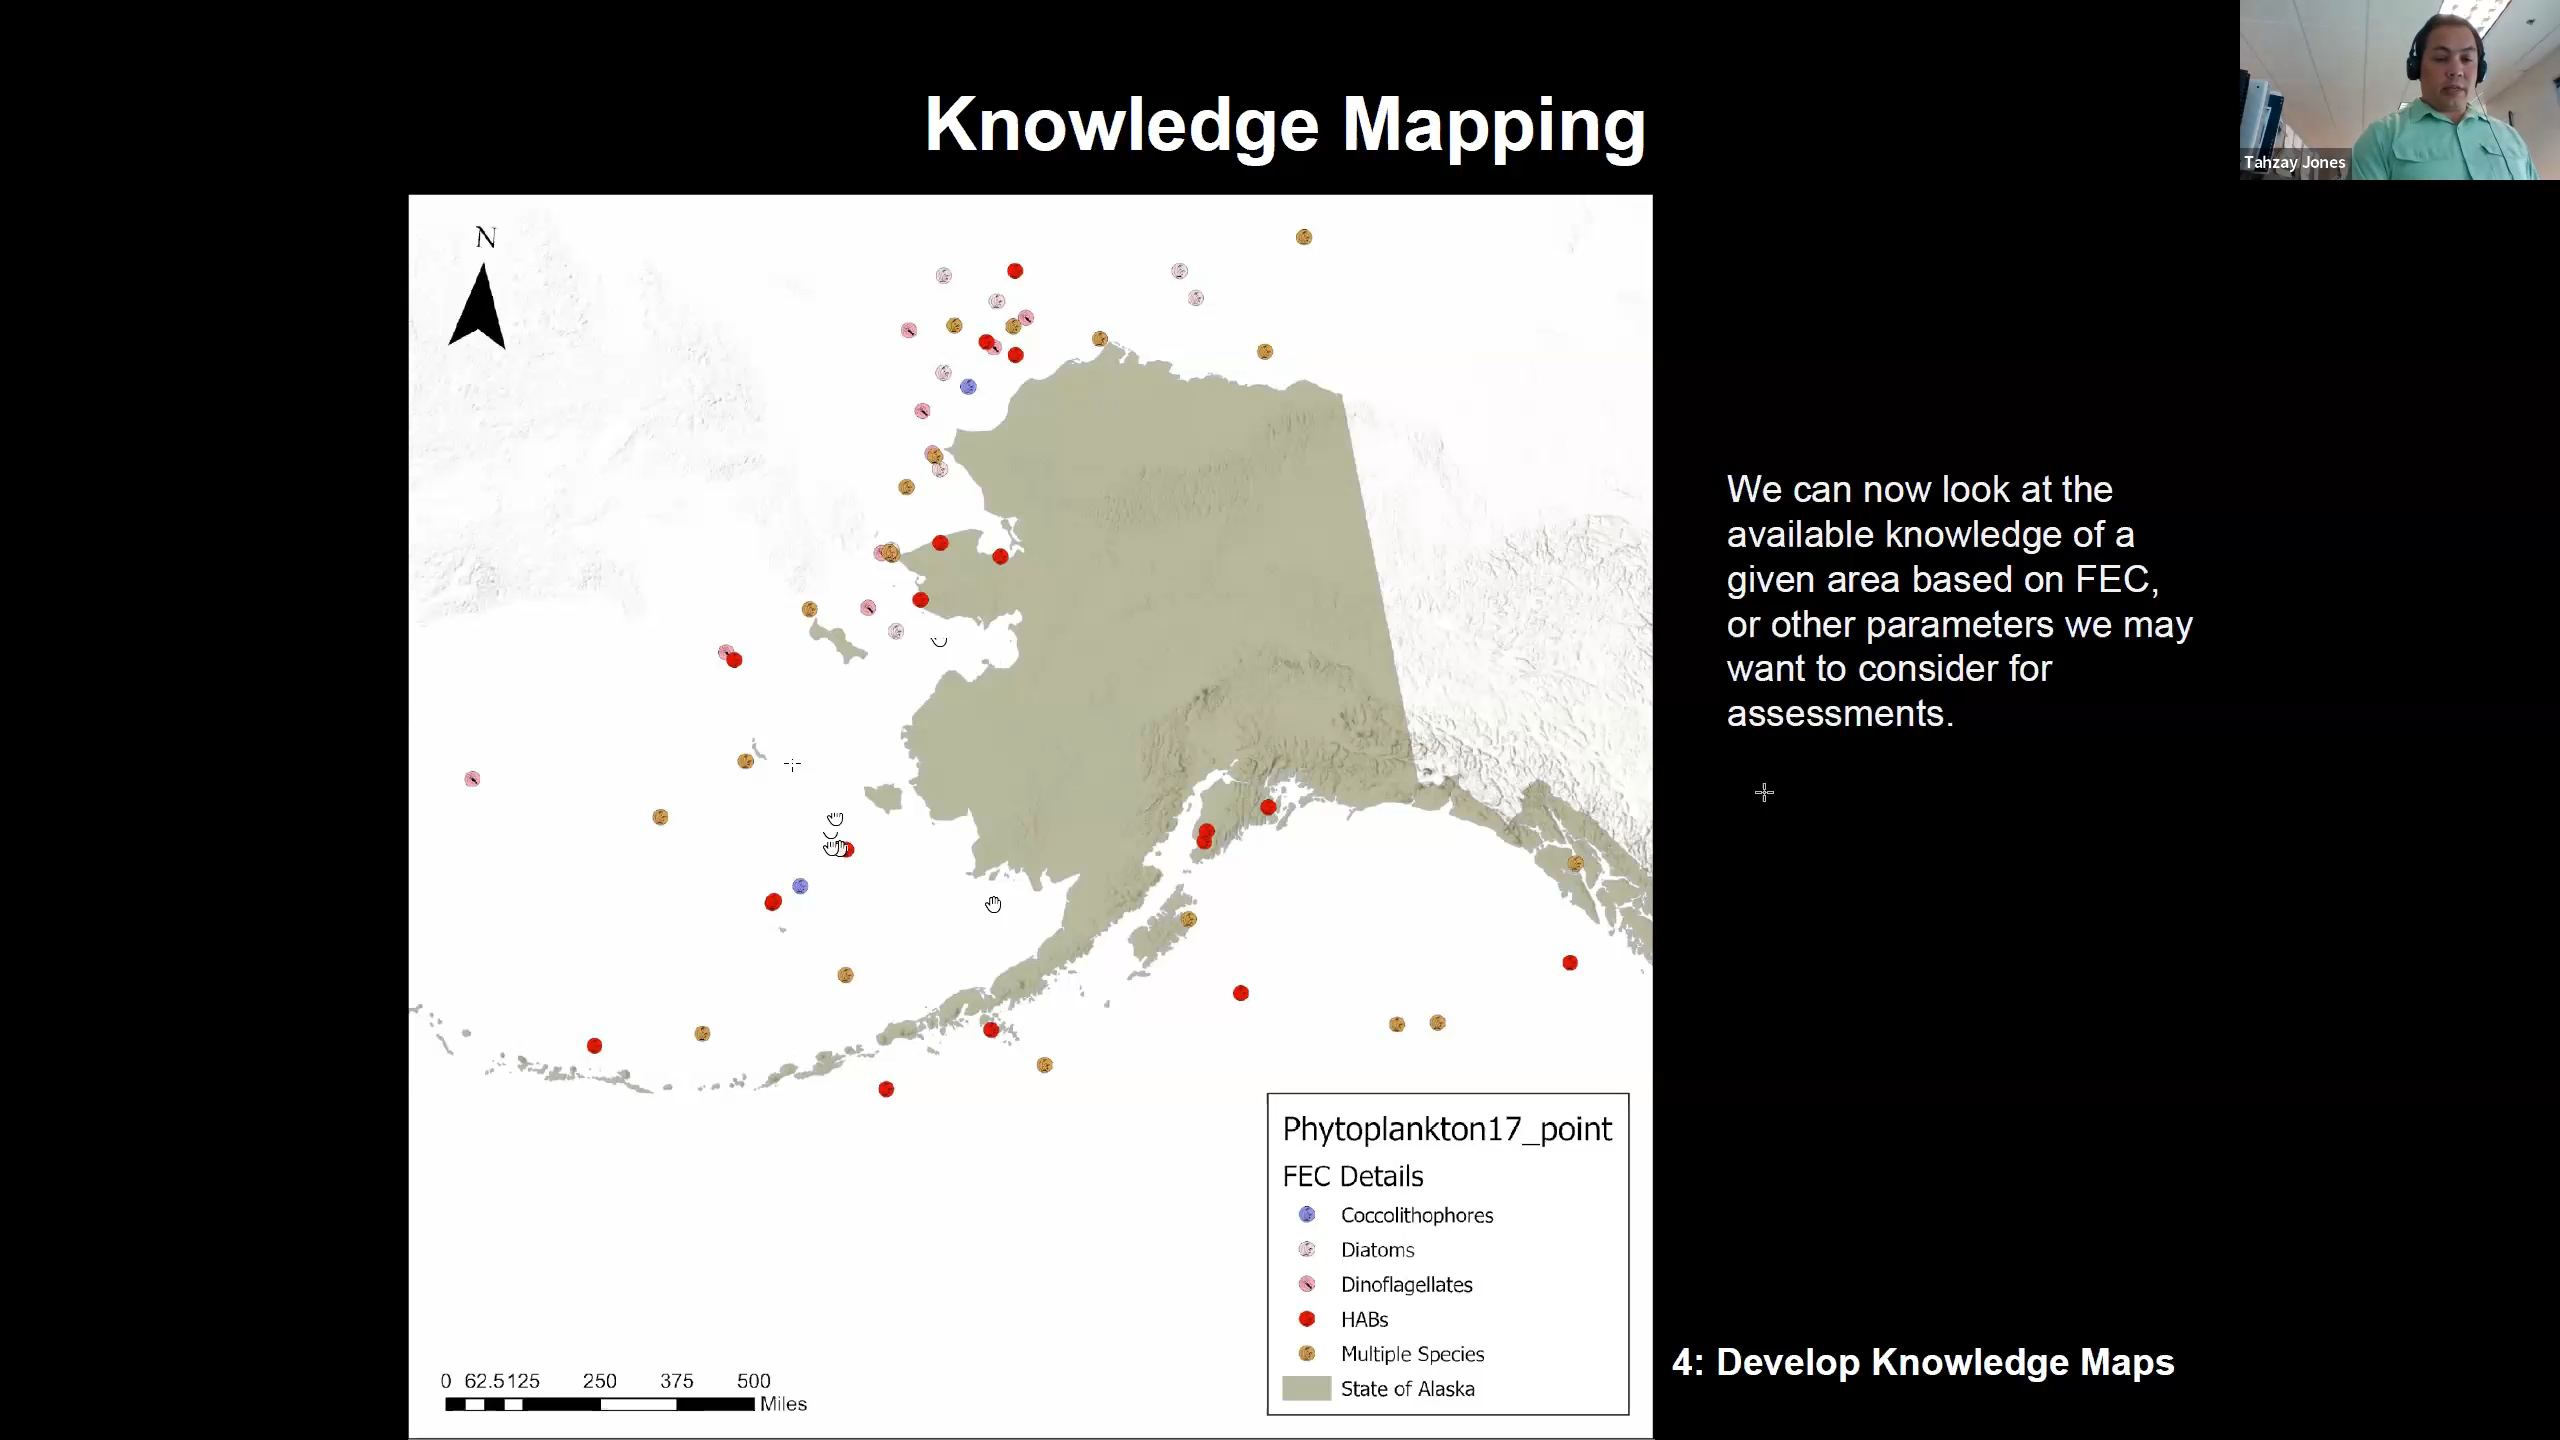 Knowledge Mapping
Tahzay Jones
N
We can now look at the
available knowledge of a
given area based on FEC,
or other parameters we may
want to consider for
assessments.
Phytoplankton17_point
FEC Details
Coccolithophores
Diatoms
Dinoflagellates
HABs
Multiple Species
State of Alaska
0 62.5 125 250 375 500
Miles
4: Develop Knowledge Maps